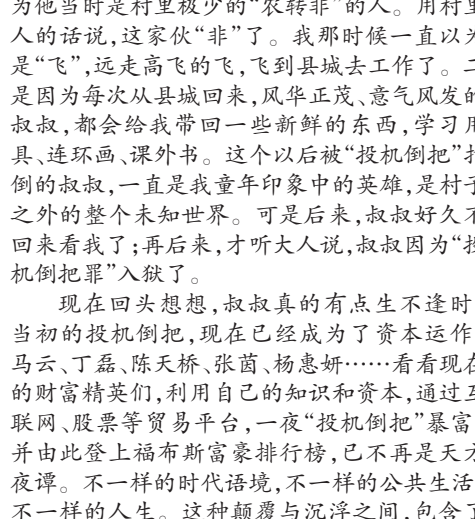 为他当时是村里极少的“农转非”的人。用村里
人的话说，这家伙“非”了。我那时候一直以为
是“飞”，远走高飞的飞，飞到县城去工作了。二
是因为每次从县城回来，风华正茂、意气风发的
叔叔，都会给我带回一些新鲜的东西，学习用
具、连环画、课外书。这个以后被“投机倒把”打
倒的叔叔，一直是我童年印象中的英雄，是村子
之外的整个未知世界。可是后来，叔叔好久不
回来看我了；再后来，才听大人说，叔叔因为“投
机倒把罪”入狱了。
现在回头想想，叔叔真的有点生不逢时
当初的投机倒把，现在已经成为了资本运作
马云、丁磊、陈天桥、张茵、杨惠妍……看看现在
的财富精英们，利用自己的知识和资本，通过互
联网、股票等贸易平台，一夜“投机倒把”暴富
并由此登上福布斯富豪排行榜，已不再是天方
夜谭。不一样的时代语境，不一样的公共生活
不一样的人生。这种颠覆与沉浮之间，包含了